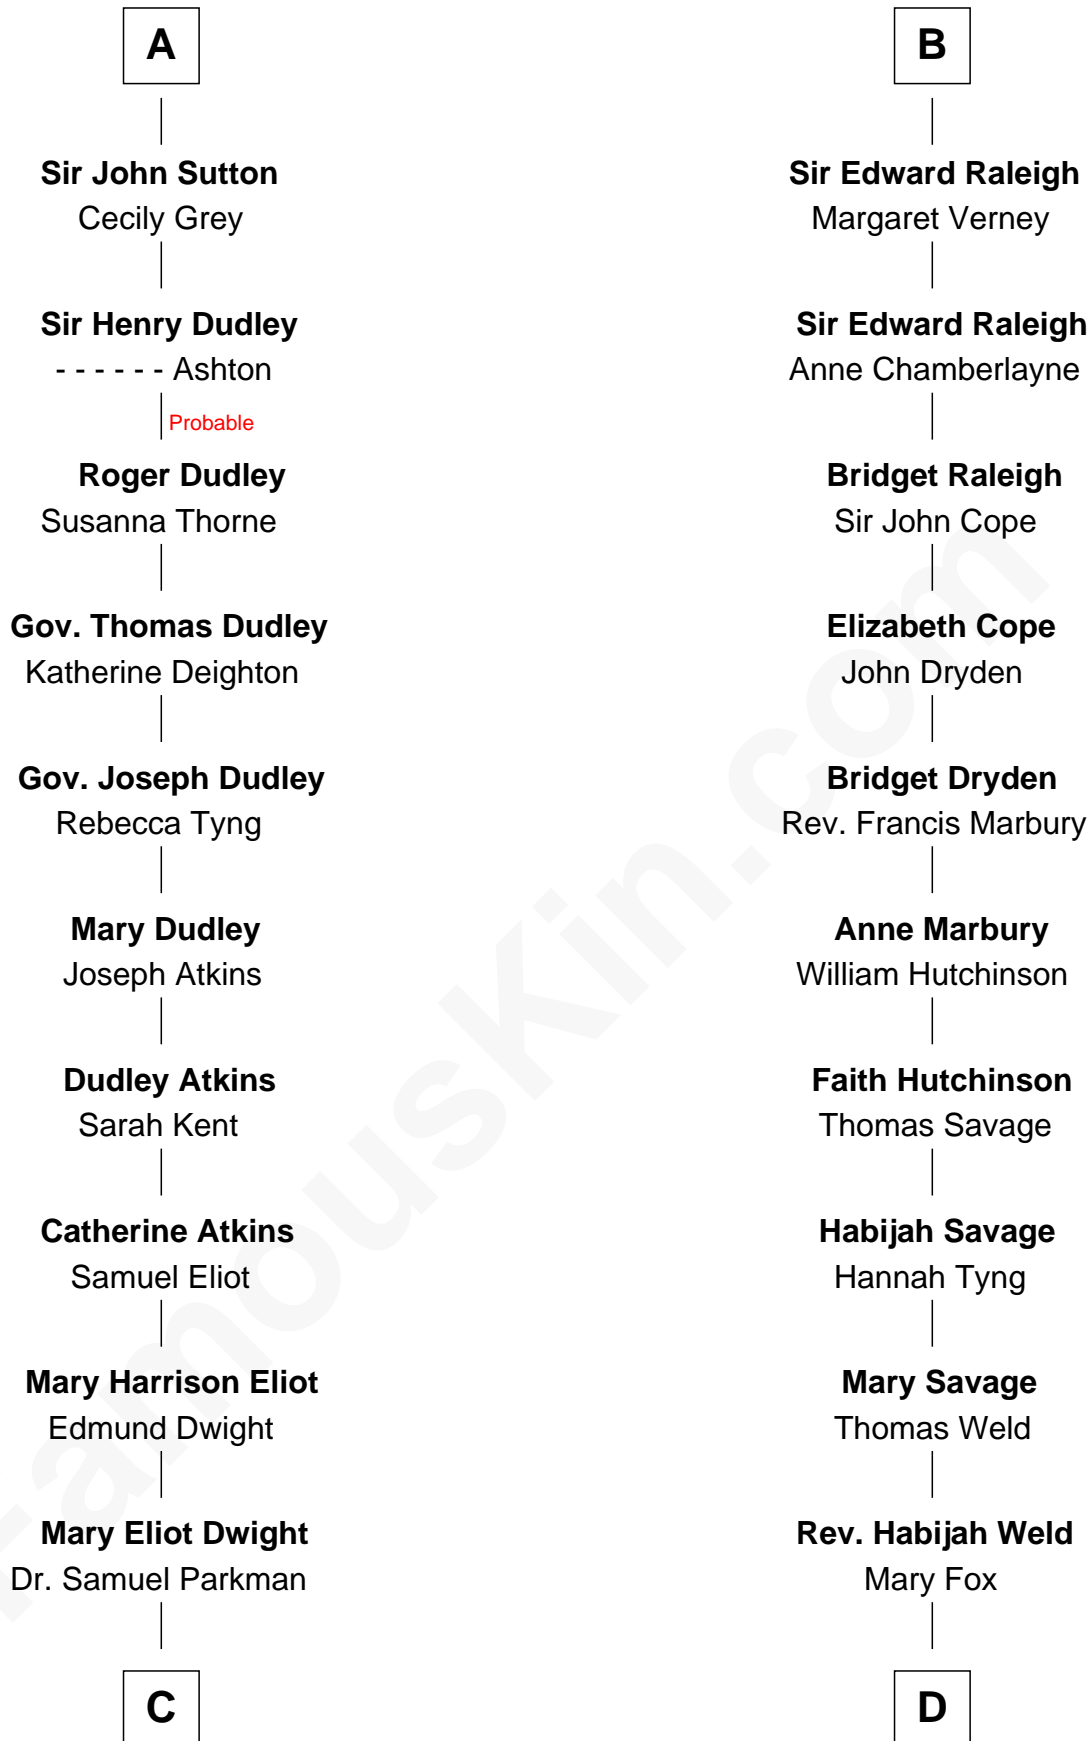 A
Sir John Sutton
Cecily Grey
Sir Henry Dudley
- - - - - - Ashton
Probable
Roger Dudley
Susanna Thorne
Gov. Thomas Dudley
Katherine Deighton
Gov. Joseph Dudley
Rebecca Tyng
Mary Dudley
Joseph Atkins
Dudley Atkins
Sarah Kent
Catherine Atkins
Samuel Eliot
Mary Harrison Eliot
Edmund Dwight
Mary Eliot Dwight
Dr. Samuel Parkman
C
B
Sir Edward Raleigh
Margaret Verney
Sir Edward Raleigh
Anne Chamberlayne
Bridget Raleigh
Sir John Cope
Elizabeth Cope
John Dryden
Bridget Dryden
Rev. Francis Marbury
Anne Marbury
William Hutchinson
Faith Hutchinson
Thomas Savage
Habijah Savage
Hannah Tyng
Mary Savage
Thomas Weld
Rev. Habijah Weld
Mary Fox
D
FamousKin.com